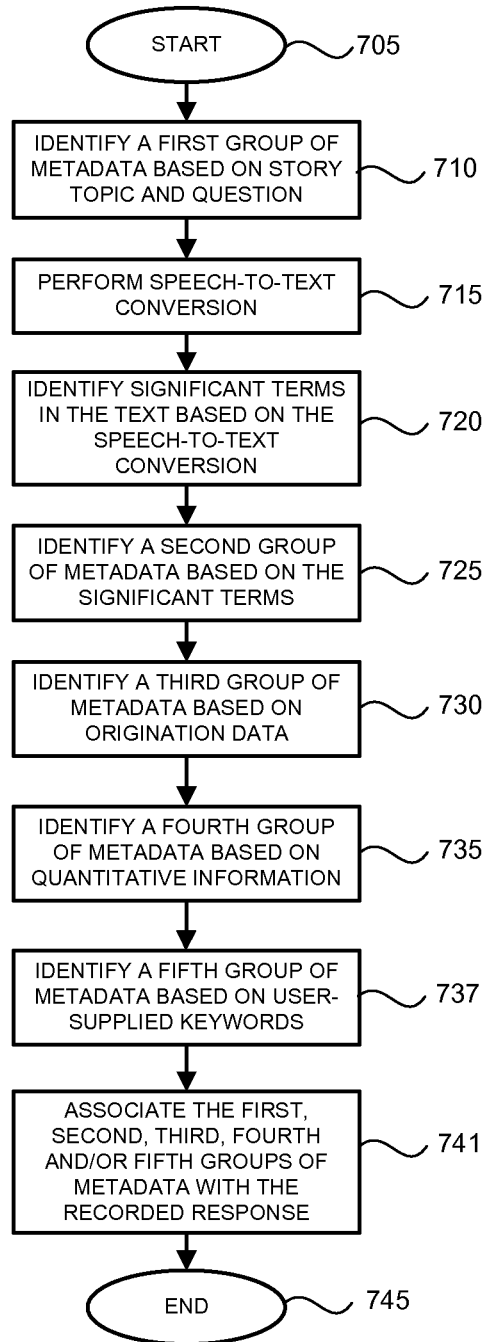 START
705
IDENTIFY A FIRST GROUP OF
METADATA BASED ON STORY
TOPIC AND QUESTION
710
PERFORM SPEECH-TO-TEXT
CONVERSION
715
IDENTIFY SIGNIFICANT TERMS
IN THE TEXT BASED ON THE
SPEECH-TO-TEXT
CONVERSION
720
IDENTIFY A SECOND GROUP
OF METADATA BASED ON THE
SIGNIFICANT TERMS
725
IDENTIFY A THIRD GROUP OF
METADATA BASED ON
ORIGINATION DATA
730
IDENTIFY A FOURTH GROUP
OF METADATA BASED ON
QUANTITATIVE INFORMATION
735
IDENTIFY A FIFTH GROUP OF
METADATA BASED ON USER-
SUPPLIED KEYWORDS
737
ASSOCIATE THE FIRST,
SECOND, THIRD, FOURTH
AND/OR FIFTH GROUPS OF
METADATA WITH THE
RECORDED RESPONSE
741
END
745